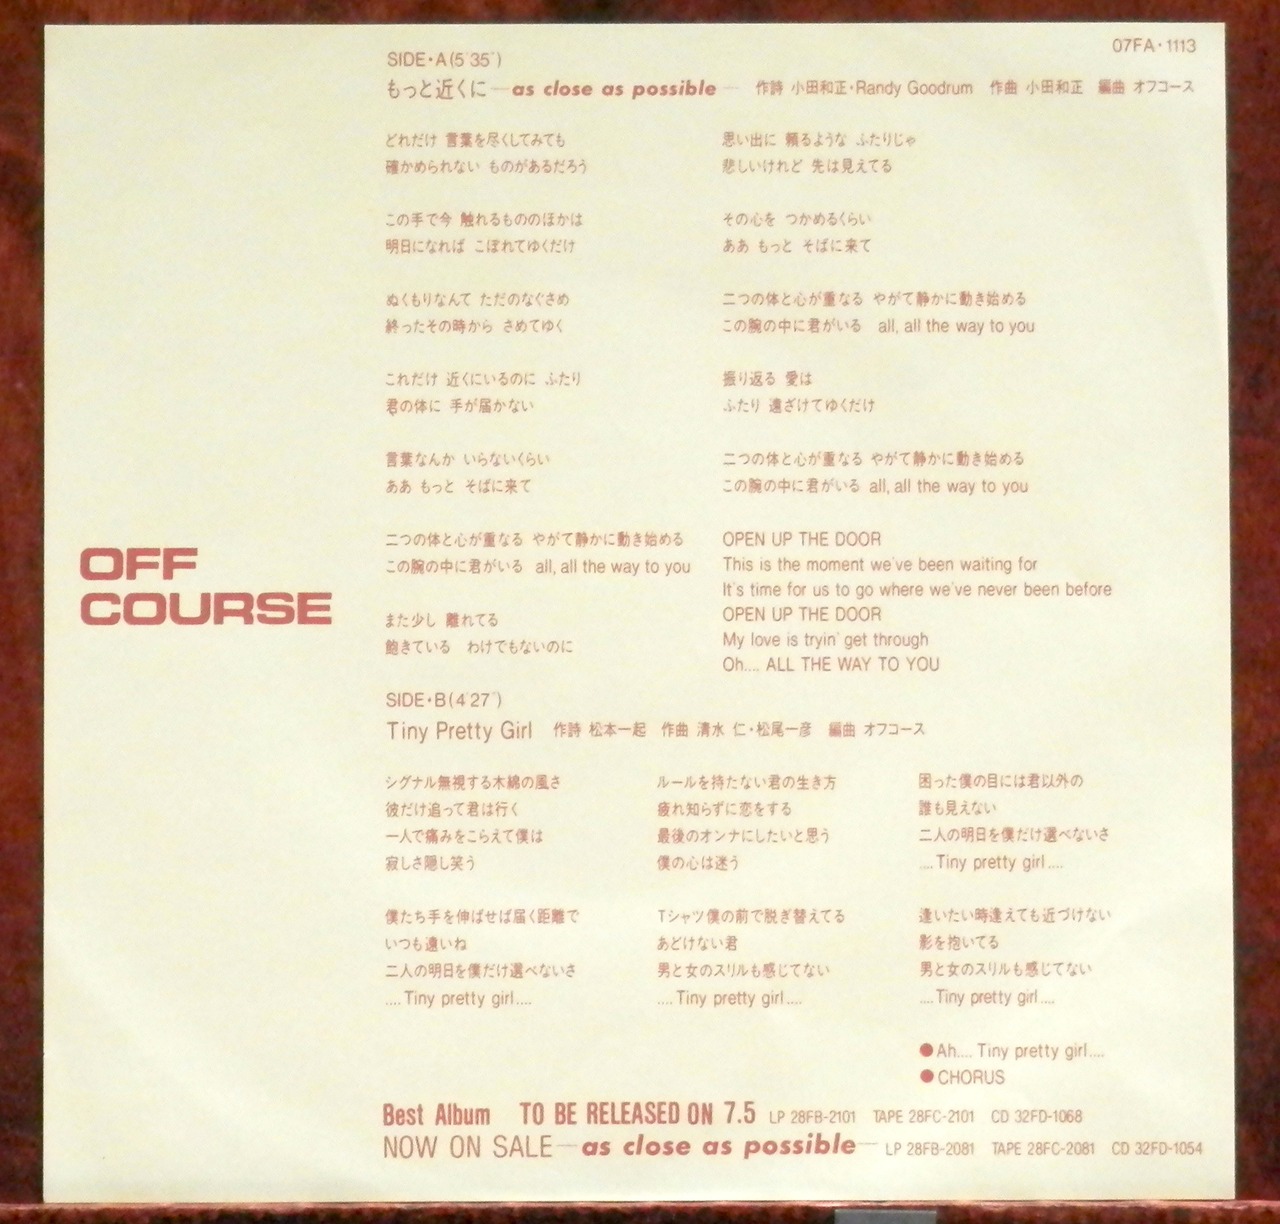 07FA・1113
SIDE・A(5'35")
もっと近くに —as close as possible— 作詩 小田和正・Randy Goodrum 作曲 小田和正 編曲 オフコース
どれだけ 言葉を尽くしてみても
確かめられない ものがあるだろう
この手で今 触れるもののほかは
明日になれば こぼれてゆくだけ
ぬくもりなんて ただのなぐさめ
終ったその時から さめてゆく
これだけ 近くにいるのに ふたり
君の体に 手が届かない
言葉なんか いらないくらい
ああ もっと そばに来て
二つの体と心が重なる やがて静かに動き始める
この腕の中に君がいる all, all the way to you
また少し 離れてる
飽きている わけでもないのに
思い出に 頼るような ふたりじゃ
悲しいけれど 先は見えてる
その心を つかめるくらい
ああ もっと そばに来て
二つの体と心が重なる やがて静かに動き始める
この腕の中に君がいる all, all the way to you
振り返る 愛は
ふたり 遠ざけてゆくだけ
二つの体と心が重なる やがて静かに動き始める
この腕の中に君がいる all, all the way to you
OPEN UP THE DOOR
This is the moment we've been waiting for
It's time for us to go where we've never been before
OPEN UP THE DOOR
My love is tryin' get through
Oh.... ALL THE WAY TO YOU
OFF
COURSE
SIDE・B(4'27")
Tiny Pretty Girl 作詩 松本一起 作曲 清水 仁・松尾一彦 編曲 オフコース
シグナル無視する木綿の風さ
彼だけ追って君は行く
一人で痛みをこらえて僕は
寂しさ隠し笑う
僕たち手を伸ばせば届く距離で
いつも遠いね
二人の明日を僕だけ選べないさ
....Tiny pretty girl....
ルールを持たない君の生き方
疲れ知らずに恋をする
最後のオンナにしたいと思う
僕の心は迷う
Tシャツ僕の前で脱ぎ替えてる
あどけない君
男と女のスリルも感じてない
....Tiny pretty girl....
困った僕の目には君以外の
誰も見えない
二人の明日を僕だけ選べないさ
....Tiny pretty girl....
逢いたい時逢えても近づけない
影を抱いてる
男と女のスリルも感じてない
....Tiny pretty girl....
●Ah.... Tiny pretty girl....
●CHORUS
Best Album TO BE RELEASED ON 7.5 LP 28FB-2101 TAPE 28FC-2101 CD 32FD-1068
NOW ON SALE—as close as possible— LP 28FB-2081 TAPE 28FC-2081 CD 32FD-1054